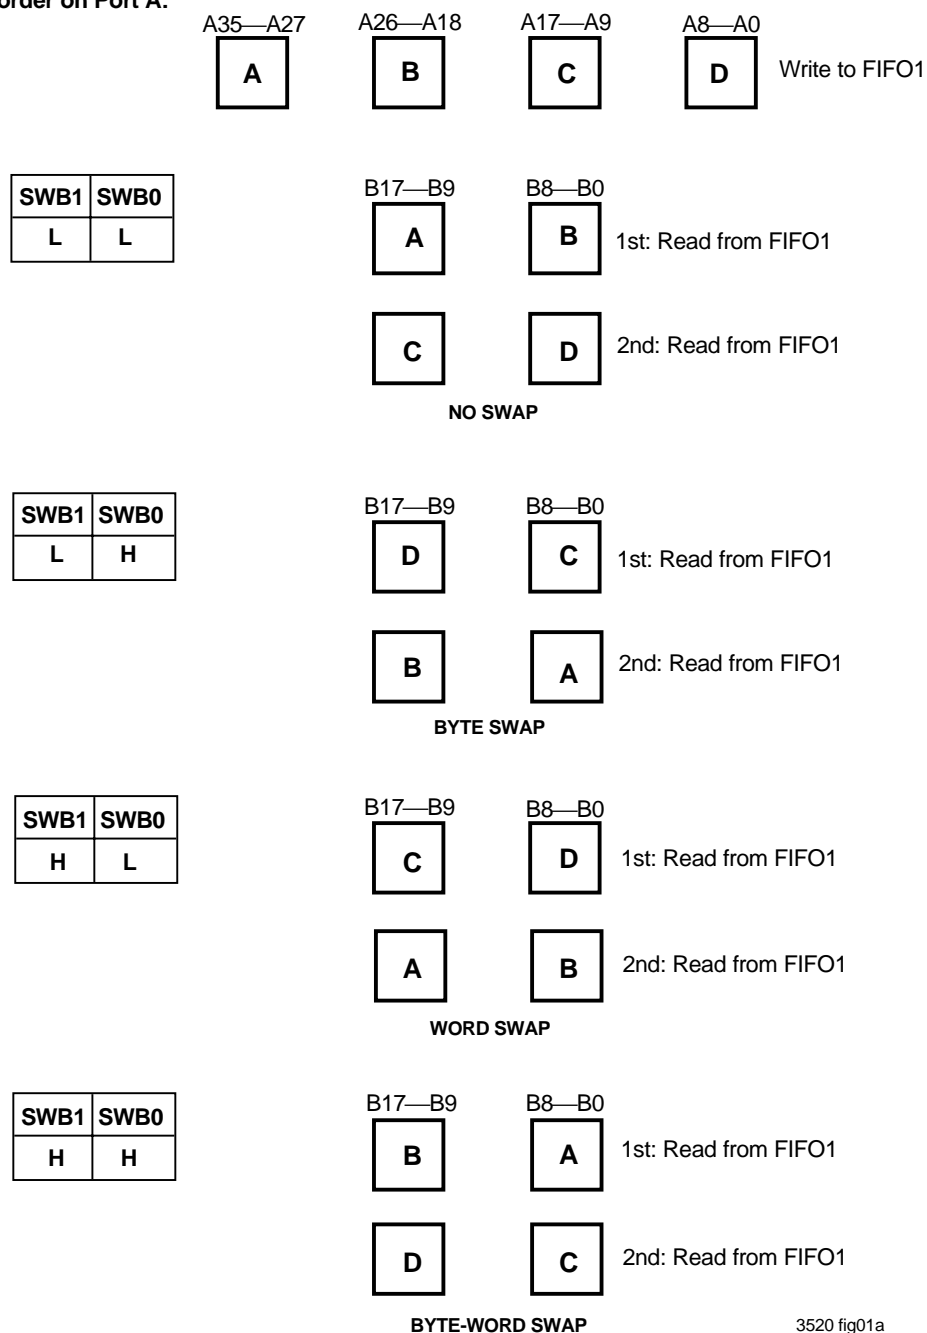 order on Port A:
A35—A27 A26—A18 A17—A9 A8—A0
A B C D Write to FIFO1
SWB1 SWB0 B17—B9 B8—B0
L L A B 1st: Read from FIFO1
C D 2nd: Read from FIFO1
NO SWAP
SWB1 SWB0 B17—B9 B8—B0
L H D C 1st: Read from FIFO1
B A 2nd: Read from FIFO1
BYTE SWAP
SWB1 SWB0 B17—B9 B8—B0
H L C D 1st: Read from FIFO1
A B 2nd: Read from FIFO1
WORD SWAP
SWB1 SWB0 B17—B9 B8—B0
H H B A 1st: Read from FIFO1
D C 2nd: Read from FIFO1
BYTE-WORD SWAP 3520 fig01a